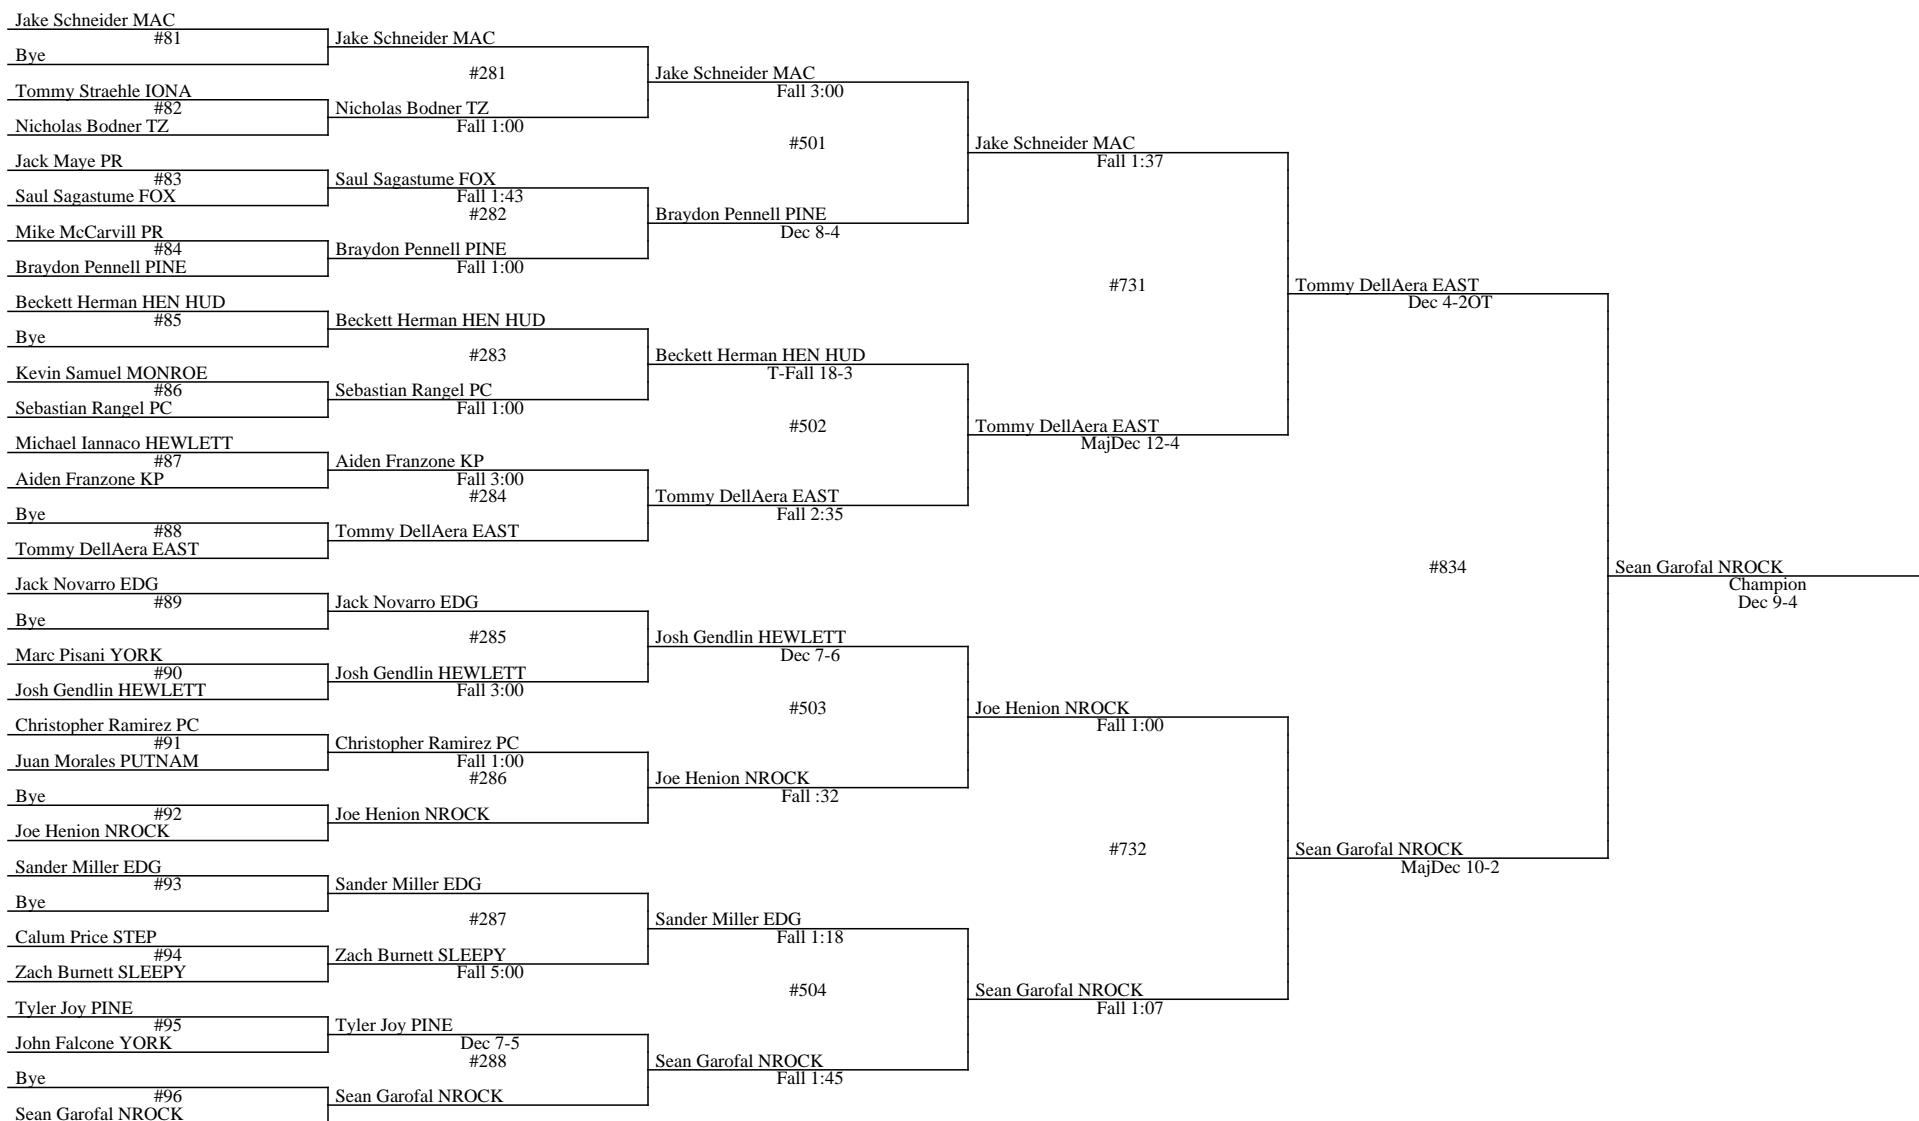 Jake Schneider MAC
#81
Bye
Jake Schneider MAC
#281
Tommy Straehle IONA
#82
Nicholas Bodner TZ
Nicholas Bodner TZ
Fall 1:00
Jake Schneider MAC
Fall 3:00
#501
Jack Maye PR
#83
Saul Sagastume FOX
Saul Sagastume FOX
Fall 1:43
#282
Mike McCarvill PR
#84
Braydon Pennell PINE
Braydon Pennell PINE
Fall 1:00
Braydon Pennell PINE
Dec 8-4
Jake Schneider MAC
Fall 1:37
#731
Beckett Herman HEN HUD
#85
Bye
Beckett Herman HEN HUD
#283
Kevin Samuel MONROE
#86
Sebastian Rangel PC
Sebastian Rangel PC
Fall 1:00
Beckett Herman HEN HUD
T-Fall 18-3
#502
Michael Iannaco HEWLETT
#87
Aiden Franzone KP
Aiden Franzone KP
Fall 3:00
#284
Bye
#88
Tommy DellAera EAST
Tommy DellAera EAST
Tommy DellAera EAST
Fall 2:35
Tommy DellAera EAST
MajDec 12-4
Tommy DellAera EAST
Dec 4-2OT
#834
Jack Novarro EDG
#89
Bye
Jack Novarro EDG
#285
Marc Pisani YORK
#90
Josh Gendlin HEWLETT
Josh Gendlin HEWLETT
Fall 3:00
Josh Gendlin HEWLETT
Dec 7-6
#503
Christopher Ramirez PC
#91
Juan Morales PUTNAM
Christopher Ramirez PC
Fall 1:00
#286
Bye
#92
Joe Henion NROCK
Joe Henion NROCK
Joe Henion NROCK
Fall :32
Joe Henion NROCK
Fall 1:00
#732
Sander Miller EDG
#93
Bye
Sander Miller EDG
#287
Calum Price STEP
#94
Zach Burnett SLEEPY
Zach Burnett SLEEPY
Fall 5:00
Sander Miller EDG
Fall 1:18
#504
Tyler Joy PINE
#95
John Falcone YORK
Tyler Joy PINE
Dec 7-5
#288
Bye
#96
Sean Garofal NROCK
Sean Garofal NROCK
Sean Garofal NROCK
Fall 1:45
Sean Garofal NROCK
Fall 1:07
Sean Garofal NROCK
MajDec 10-2
Sean Garofal NROCK
Champion
Dec 9-4